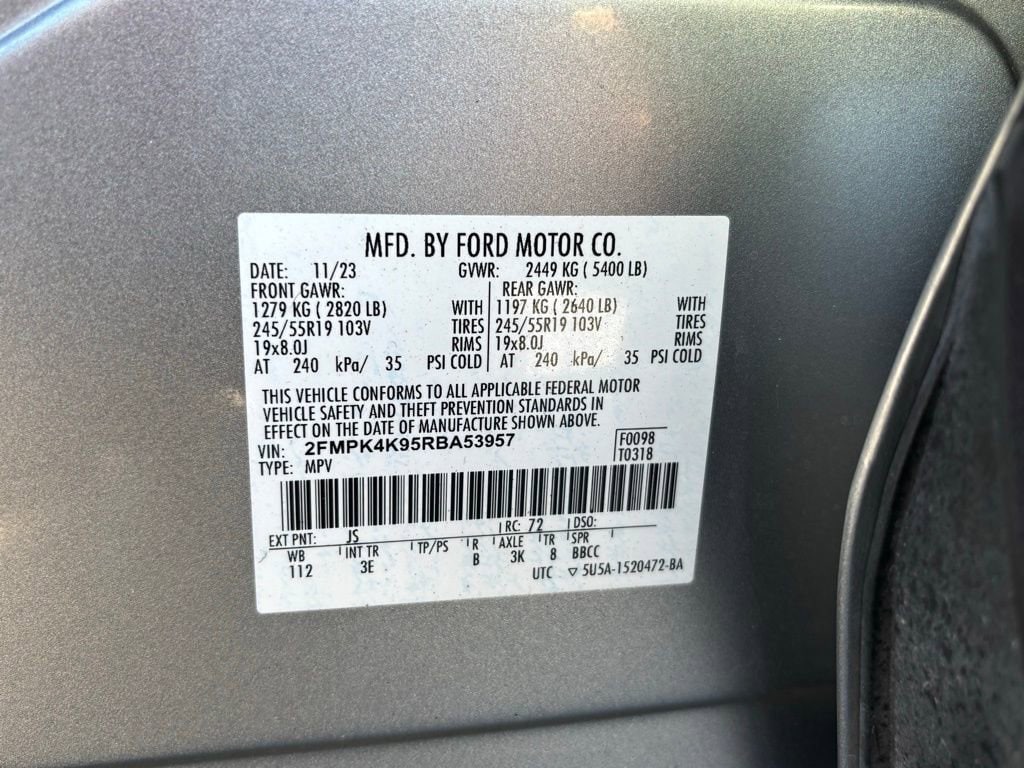 MFD. BY FORD MOTOR CO.
DATE: 11/23 GVWR: 2449 KG ( 5400 LB)
FRONT GAWR: REAR GAWR:
1279 KG ( 2820 LB) WITH 1197 KG ( 2640 LB) WITH
245/55R19 103V TIRES 245/55R19 103V TIRES
19x8.0J RIMS 19x8.0J RIMS
AT 240 kPa/ 35 PSI COLD AT 240 kPa/ 35 PSI COLD
THIS VEHICLE CONFORMS TO ALL APPLICABLE FEDERAL MOTOR
VEHICLE SAFETY AND THEFT PREVENTION STANDARDS IN
EFFECT ON THE DATE OF MANUFACTURE SHOWN ABOVE.
VIN: 2FMPK4K95RBA53957 F0098
TYPE: MPV T0318
EXT PNT: JS RC: 72 DSO:
WB INT TR TP/PS R AXLE TR SPR
112 3E B 3K 8 BBCC
UTC ▽ 5U5A-1520472-BA